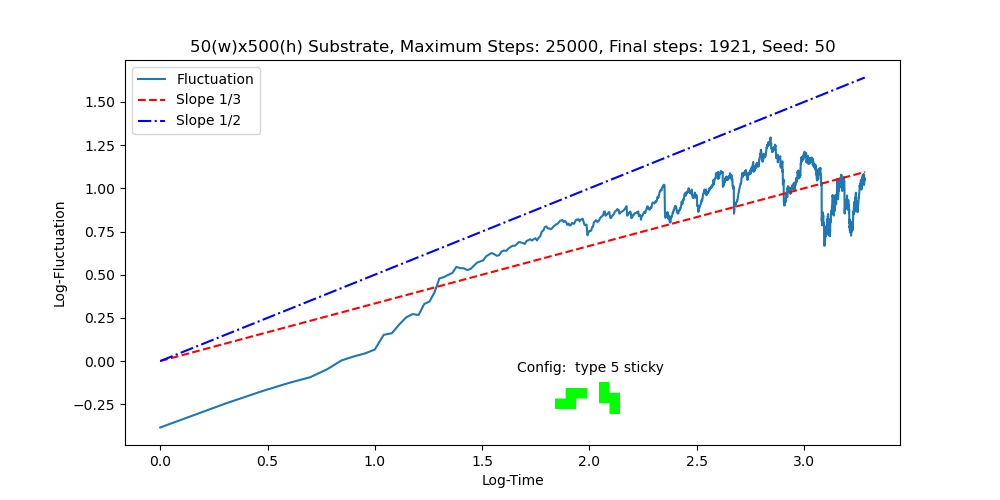 50(w)x500(h) Substrate, Maximum Steps: 25000, Final steps: 1921, Seed: 50
Fluctuation
Slope 1/3
Slope 1/2
1.50
1.25
1.00
0.75
0.50
0.25
0.00
−0.25
Log-Fluctuation
Config:  type 5 sticky
0.0 0.5 1.0 1.5 2.0 2.5 3.0
Log-Time